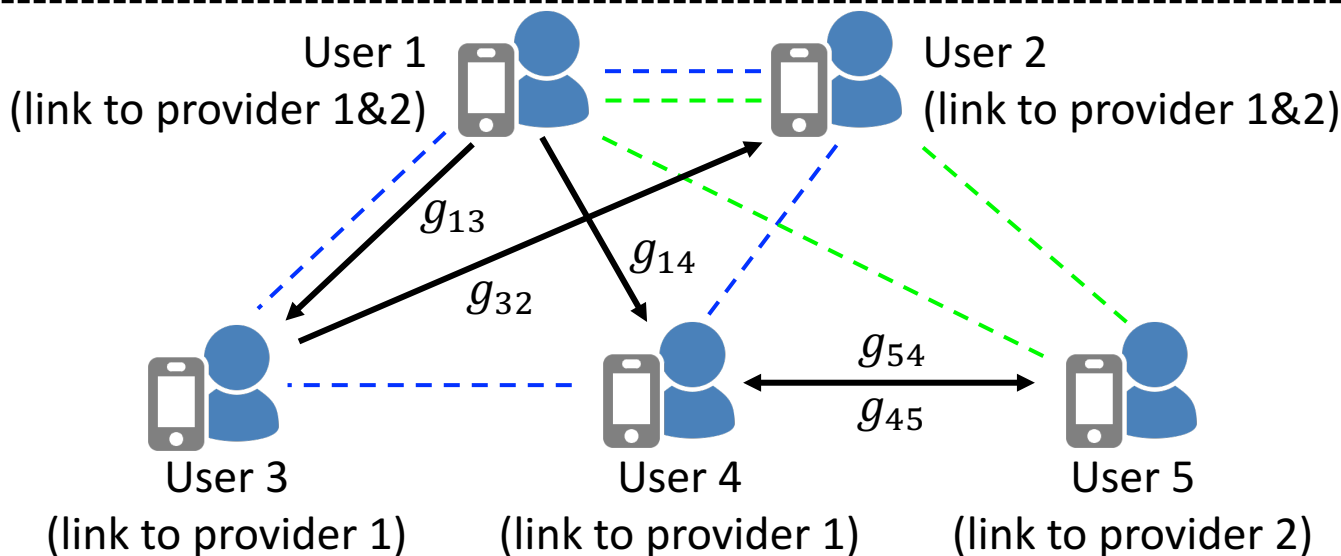 User 1
(link to provider 1&2)
User 2
(link to provider 1&2)
g₁₃
g₁₄
g₃₂
g₅₄
g₄₅
User 3
(link to provider 1)
User 4
(link to provider 1)
User 5
(link to provider 2)